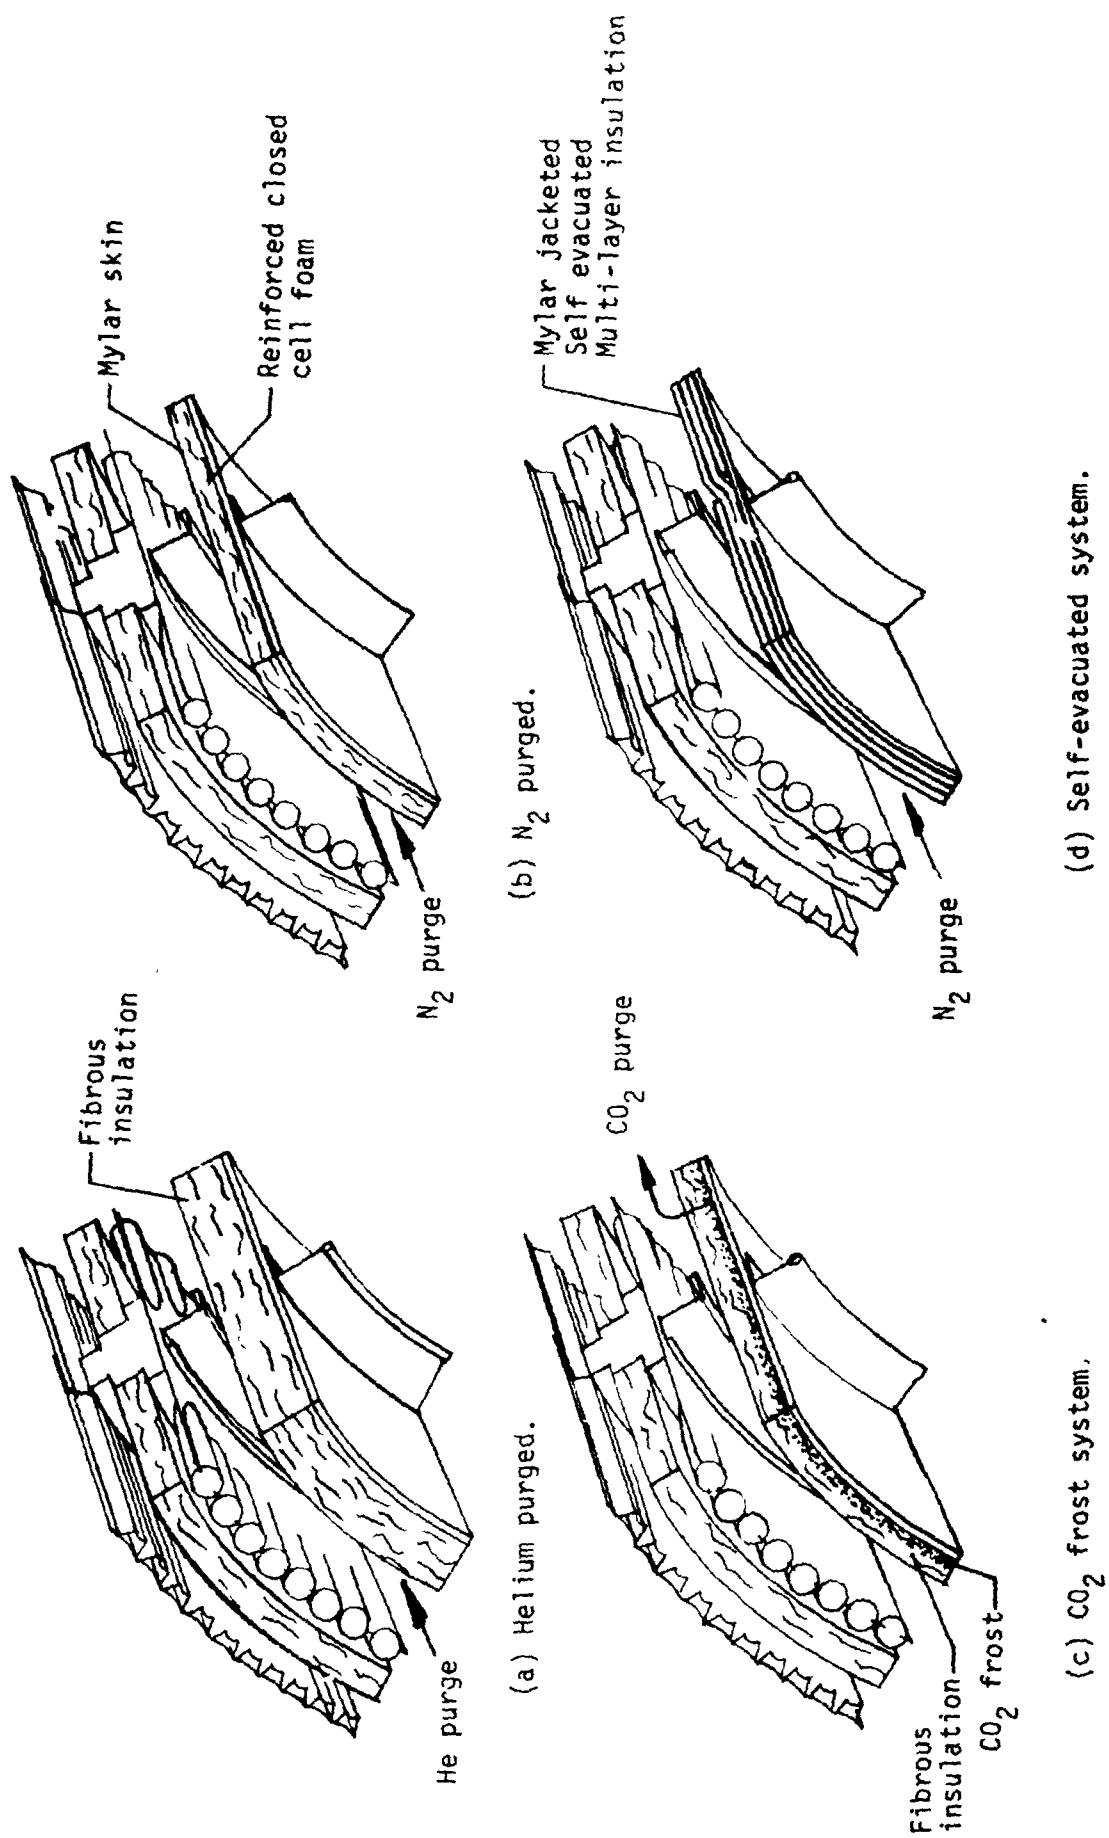 Fibrous
insulation
He purge
(a) Helium purged.
Mylar skin
Reinforced closed
cell foam
N2 purge
(b) N2 purged.
CO2 purge
Fibrous
insulation
CO2 frost
(c) CO2 frost system.
Mylar jacketed
Self evacuated
Multi-layer insulation
N2 purge
(d) Self-evacuated system.